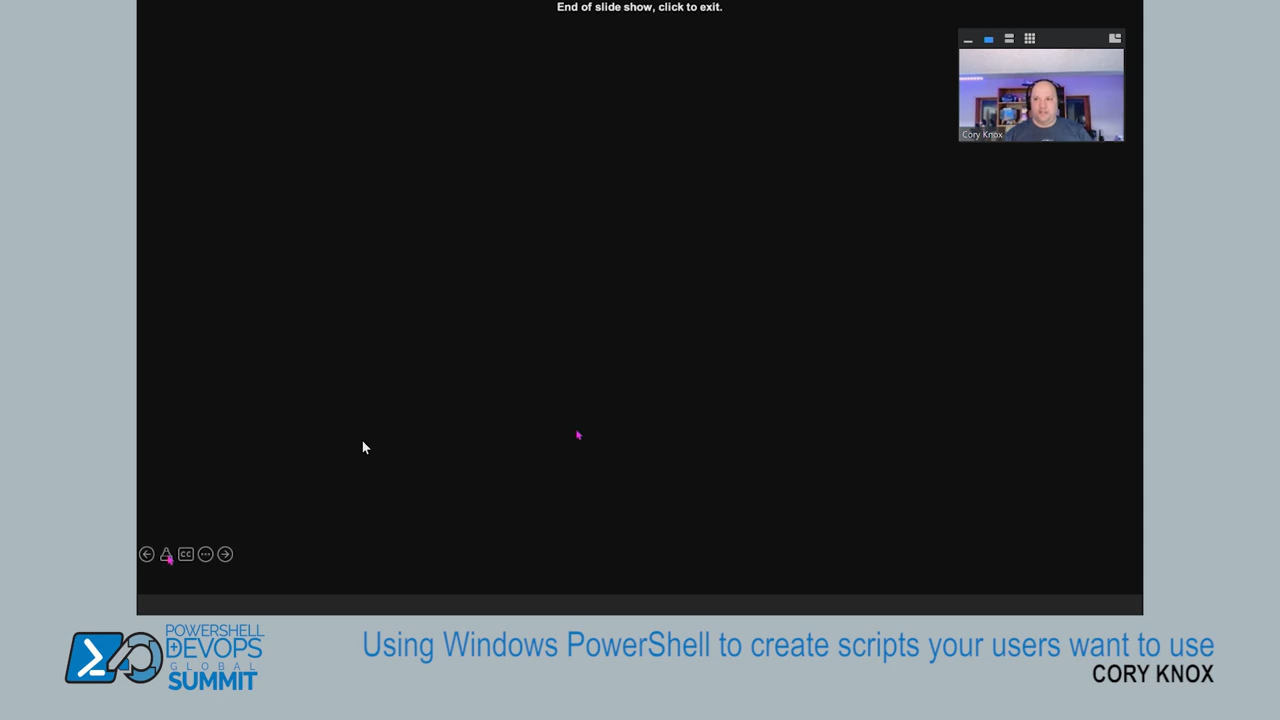 End of slide show, click to exit.
Cory Knox
CC
POWERSHELL
+DEVOPS
GLOBAL
SUMMIT
Using Windows PowerShell to create scripts your users want to use
CORY KNOX